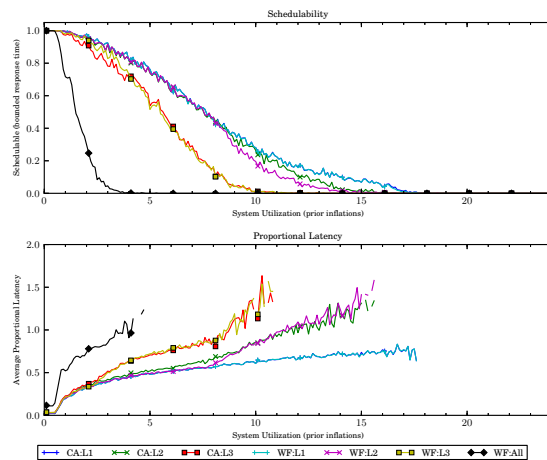 Schedulability
Schedulable (bounded response time)
1.0
0.8
0.6
0.4
0.2
0.0
0 5 10 15 20
System Utilization (prior inflations)
Proportional Latency
Average Proportional Latency
2.0
1.5
1.0
0.5
0.0
0 5 10 15 20
System Utilization (prior inflations)
CA:L1 CA:L2 CA:L3 WF:L1 WF:L2 WF:L3 WF:All